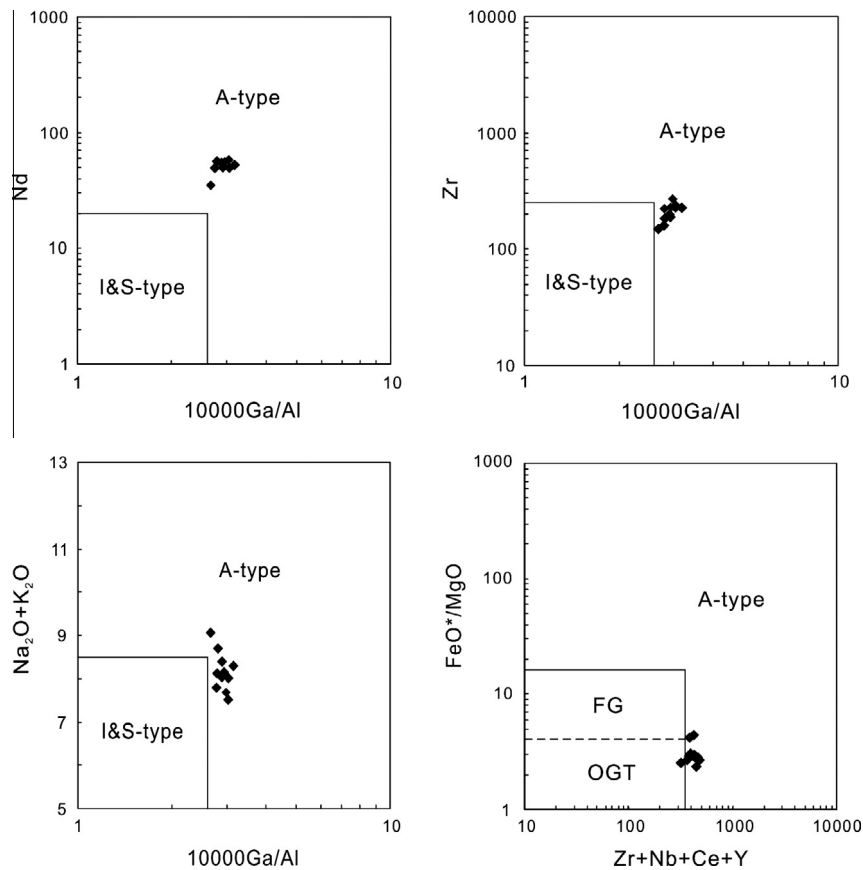 1000
A-type
100
Nd
10
I&S-type
1
1
10
10000Ga/Al
10000
1000
A-type
Zr
100
I&S-type
10
1
10
10000Ga/Al
13
11
A-type
Na₂O+K₂O
9
7
I&S-type
5
1
10
10000Ga/Al
1000
100
A-type
FeO*/MgO
10
FG
OGT
1
10
100
1000
10000
Zr+Nb+Ce+Y